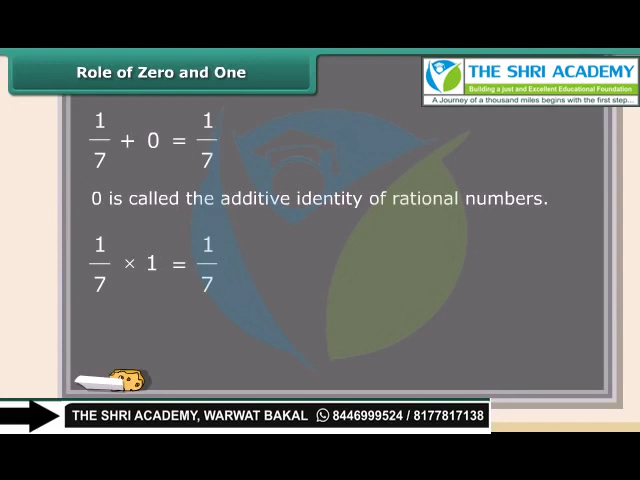 Role of Zero and One
THE SHRI ACADEMY
Building a just and Excellent Educational Foundation
A Journey of a thousand miles begins with the first step...
1/7 + 0 = 1/7
0 is called the additive identity of rational numbers.
1/7 × 1 = 1/7
THE SHRI ACADEMY, WARWAT BAKAL 8446999524 / 8177817138